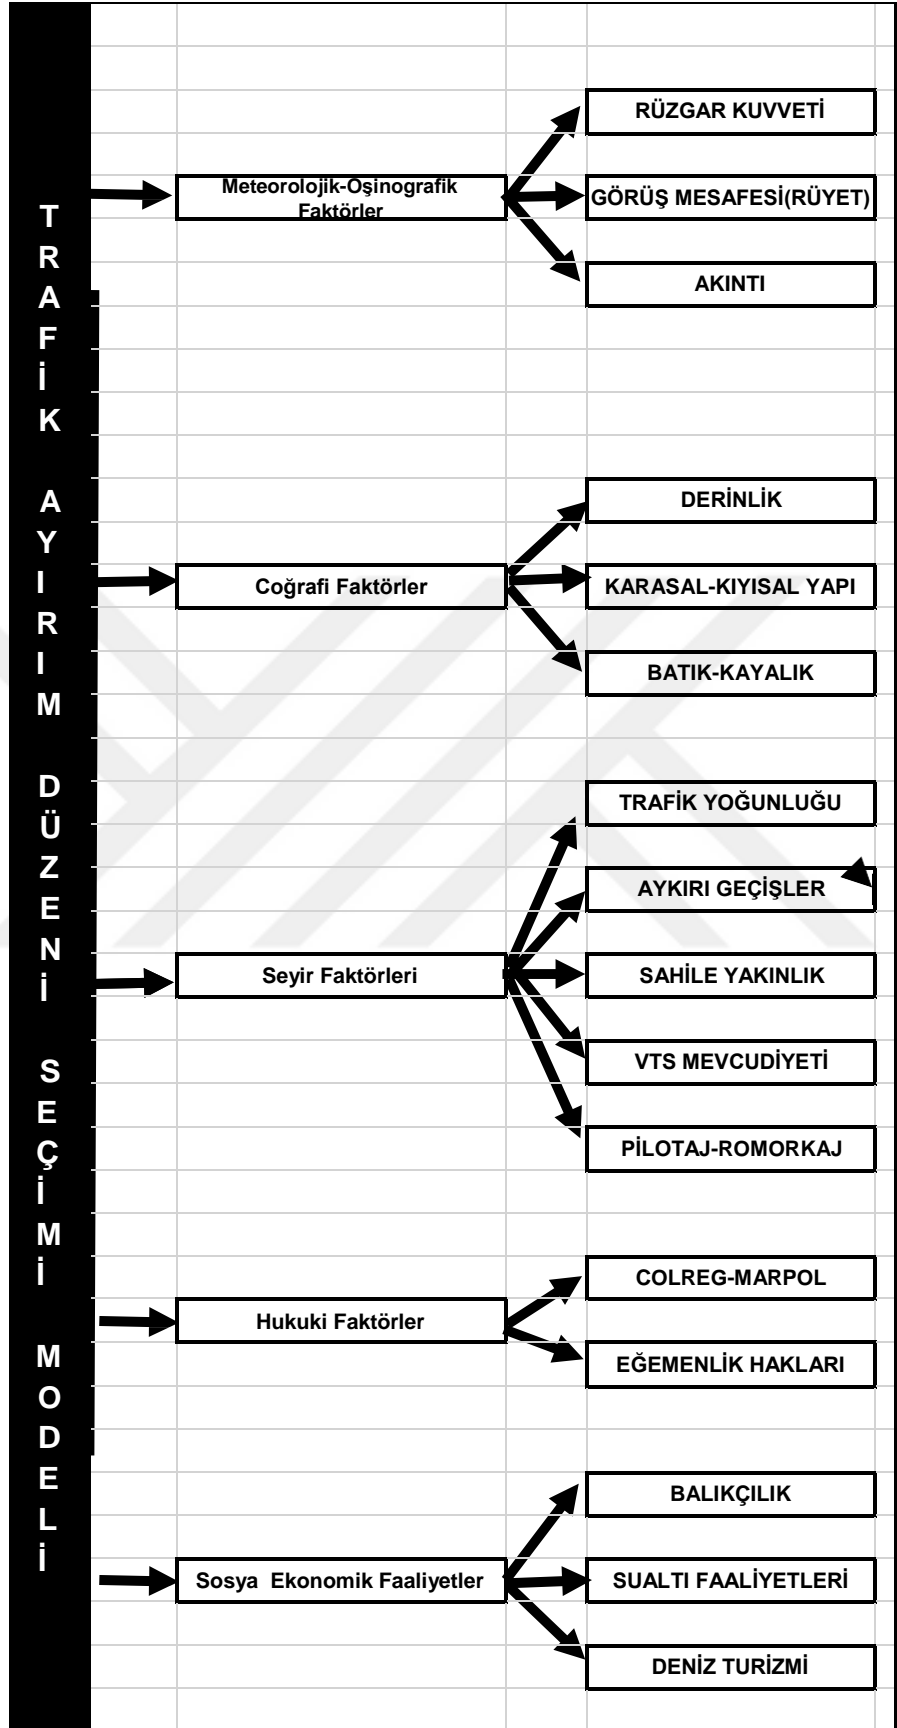 TRAFİK AYIRIM DÜZENİ SEÇİMİ MODELİ
Meteorolojik-Oşinografik
Faktörler
RÜZGAR KUVVETİ
GÖRÜŞ MESAFESİ(RÜYET)
AKINTI
Coğrafi Faktörler
DERİNLİK
KARASAL-KIYISAL YAPI
BATIK-KAYALIK
Seyir Faktörleri
TRAFİK YOĞUNLUĞU
AYKIRI GEÇİŞLER
SAHİLE YAKINLIK
VTS MEVCUDİYETİ
PİLOTAJ-ROMORKAJ
Hukuki Faktörler
COLREG-MARPOL
EĞEMENLİK HAKLARI
Sosya  Ekonomik Faaliyetler
BALIKÇILIK
SUALTI FAALİYETLERİ
DENİZ TURİZMİ